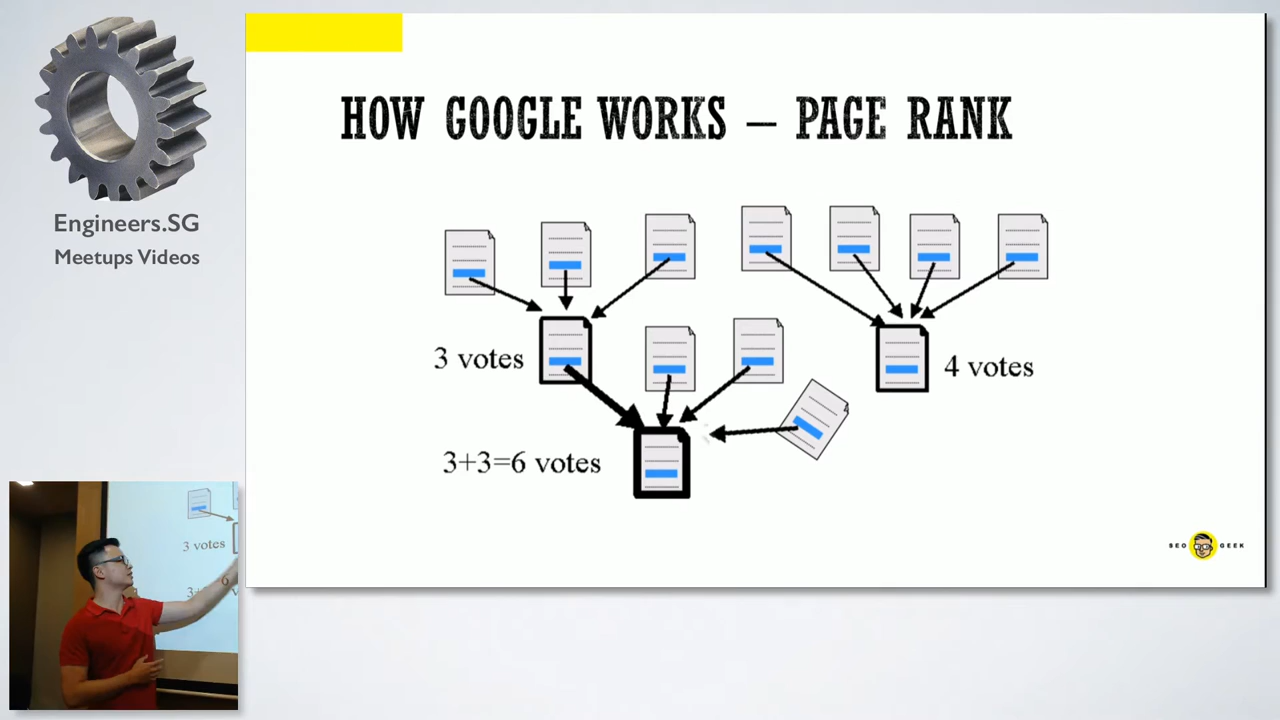 Engineers.SG
Meetups Videos
HOW GOOGLE WORKS – PAGE RANK
3 votes
4 votes
3+3=6 votes
SEO GEEK
3 votes